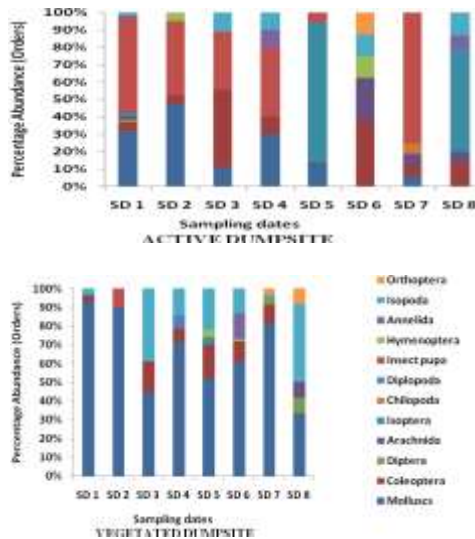 Percentage Abundance (Orders)
100%
90%
80%
70%
60%
50%
40%
30%
20%
10%
0%
SD 1 SD 2 SD 3 SD 4 SD 5 SD 6 SD 7 SD 8
Sampling dates
ACTIVE DUMPSITE
Percentage Abundance (Orders)
100%
90%
80%
70%
60%
50%
40%
30%
20%
10%
0%
SD 1 SD 2 SD 3 SD 4 SD 5 SD 6 SD 7 SD 8
Sampling dates
VEGETATED DUMPSITE
Orthoptera
Isopoda
Annelida
Hymenoptera
Insect pupa
Diplopoda
Chilopoda
Isoptera
Arachnida
Diptera
Coleoptera
Molluscs